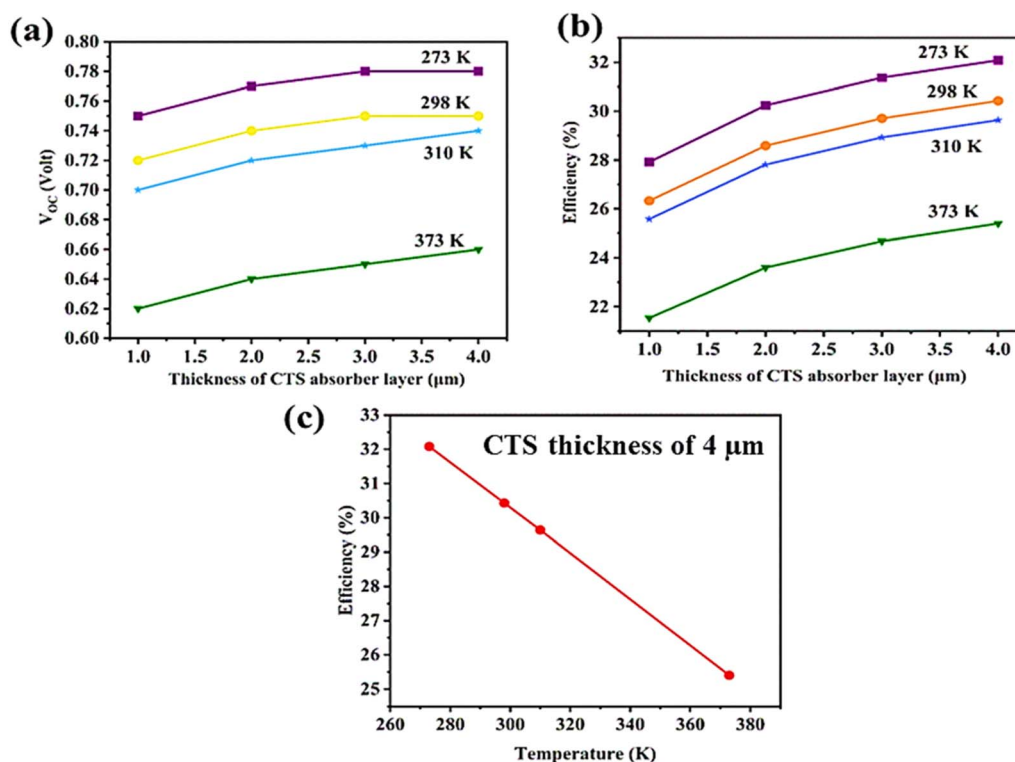 (a)
0.80
0.78
0.76
0.74
0.72
0.70
0.68
0.66
0.64
0.62
0.60
V_OC (Volt)
273 K
298 K
310 K
373 K
1.0 1.5 2.0 2.5 3.0 3.5 4.0
Thickness of CTS absorber layer (μm)
(b)
32
30
28
26
24
22
Efficiency (%)
273 K
298 K
310 K
373 K
1.0 1.5 2.0 2.5 3.0 3.5 4.0
Thickness of CTS absorber layer (μm)
(c)
CTS thickness of 4 μm
33
32
31
30
29
28
27
26
25
Efficiency (%)
260 280 300 320 340 360 380
Temperature (K)